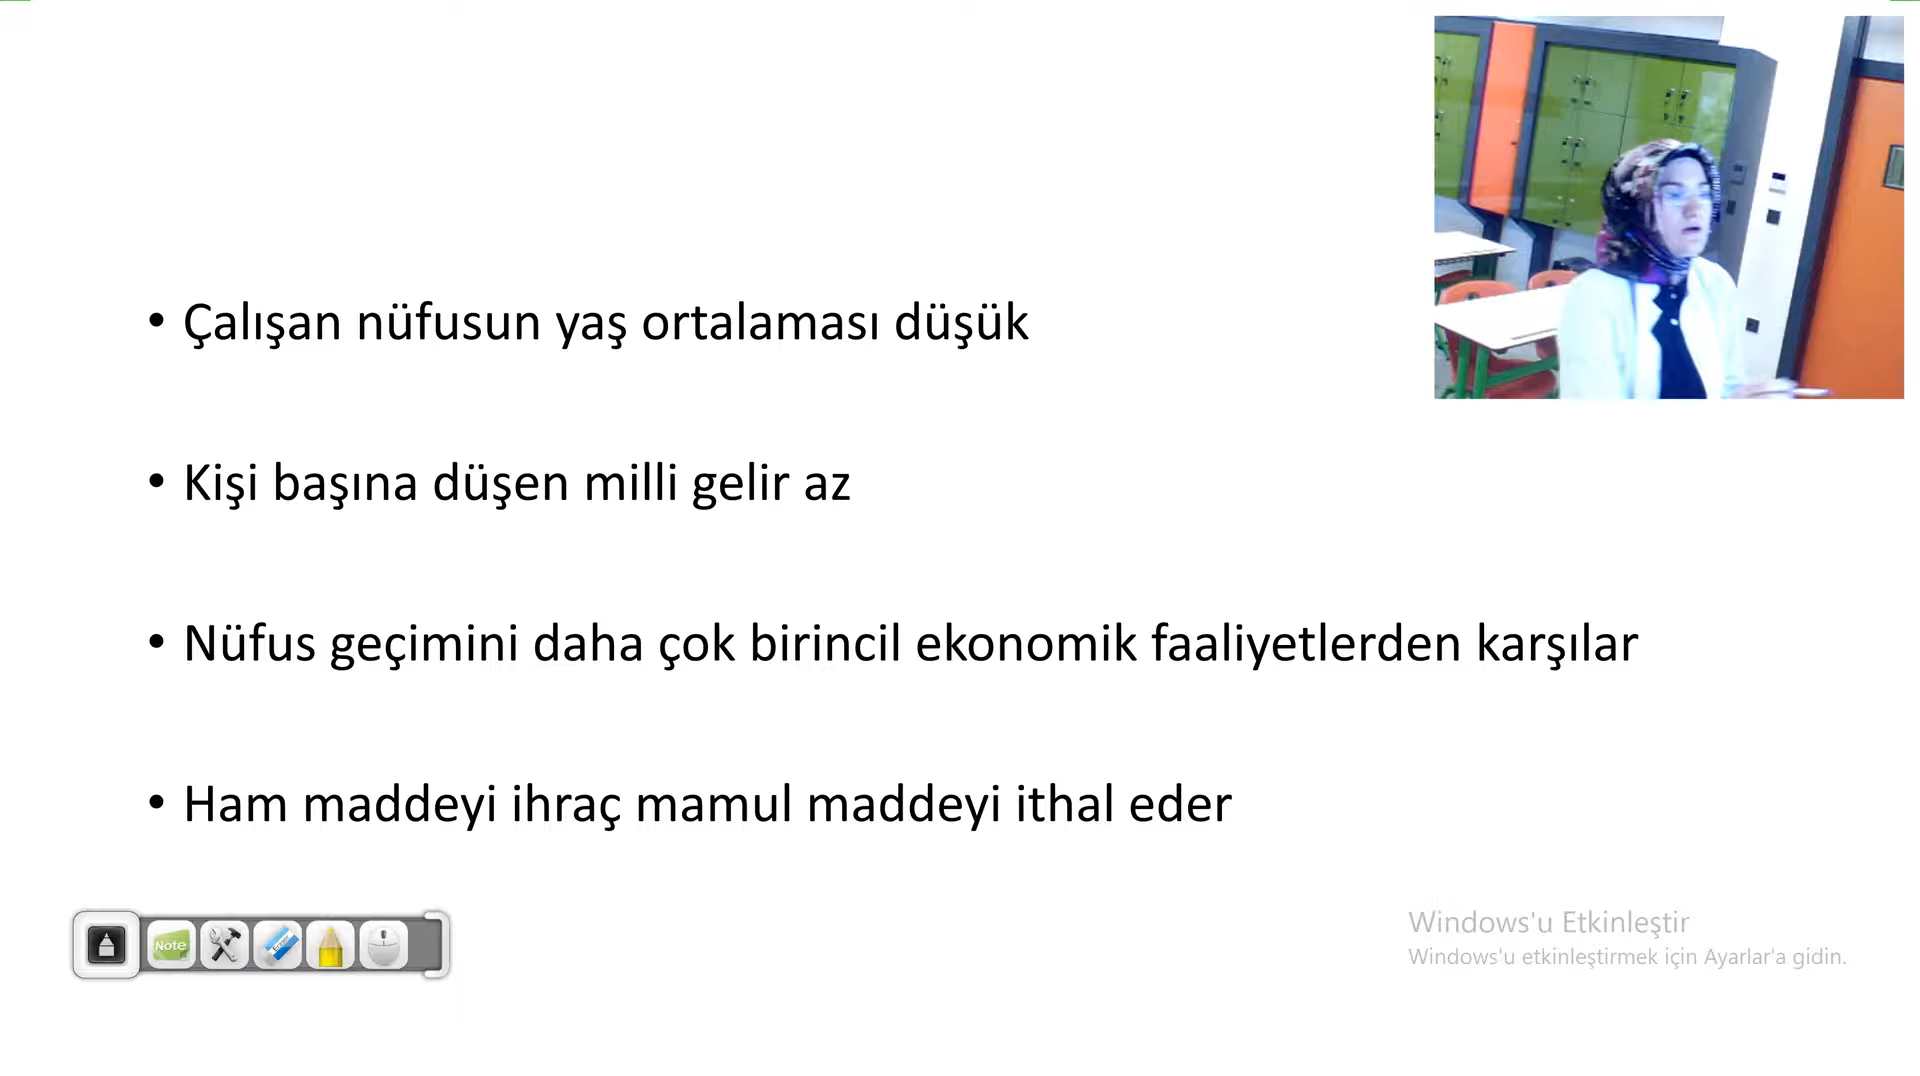 • Çalışan nüfusun yaş ortalaması düşük
• Kişi başına düşen milli gelir az
• Nüfus geçimini daha çok birincil ekonomik faaliyetlerden karşılar
• Ham maddeyi ihraç mamul maddeyi ithal eder
Note
Eraser
Windows'u Etkinleştir
Windows'u etkinleştirmek için Ayarlar'a gidin.